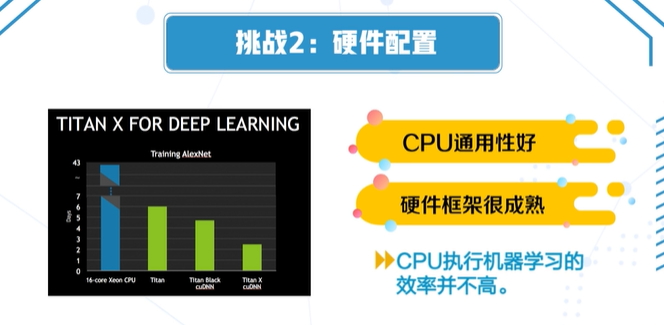 挑战2：硬件配置
TITAN X FOR DEEP LEARNING
Training AlexNet
43
...
7
6
5
4
3
2
1
0
Days
16-core Xeon CPU
Titan
Titan Black
cuDNN
Titan X
cuDNN
CPU通用性好
硬件框架很成熟
CPU执行机器学习的
效率并不高。